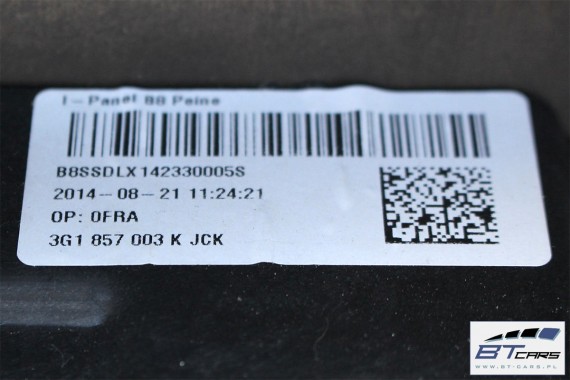 I-Panel B8 Peine
B8SSDLX142330005S
2014-08-21 11:24:21
OP: 0FRA
3G1 857 003 K JCK
BTCARS
WWW.BT-CARS.PL